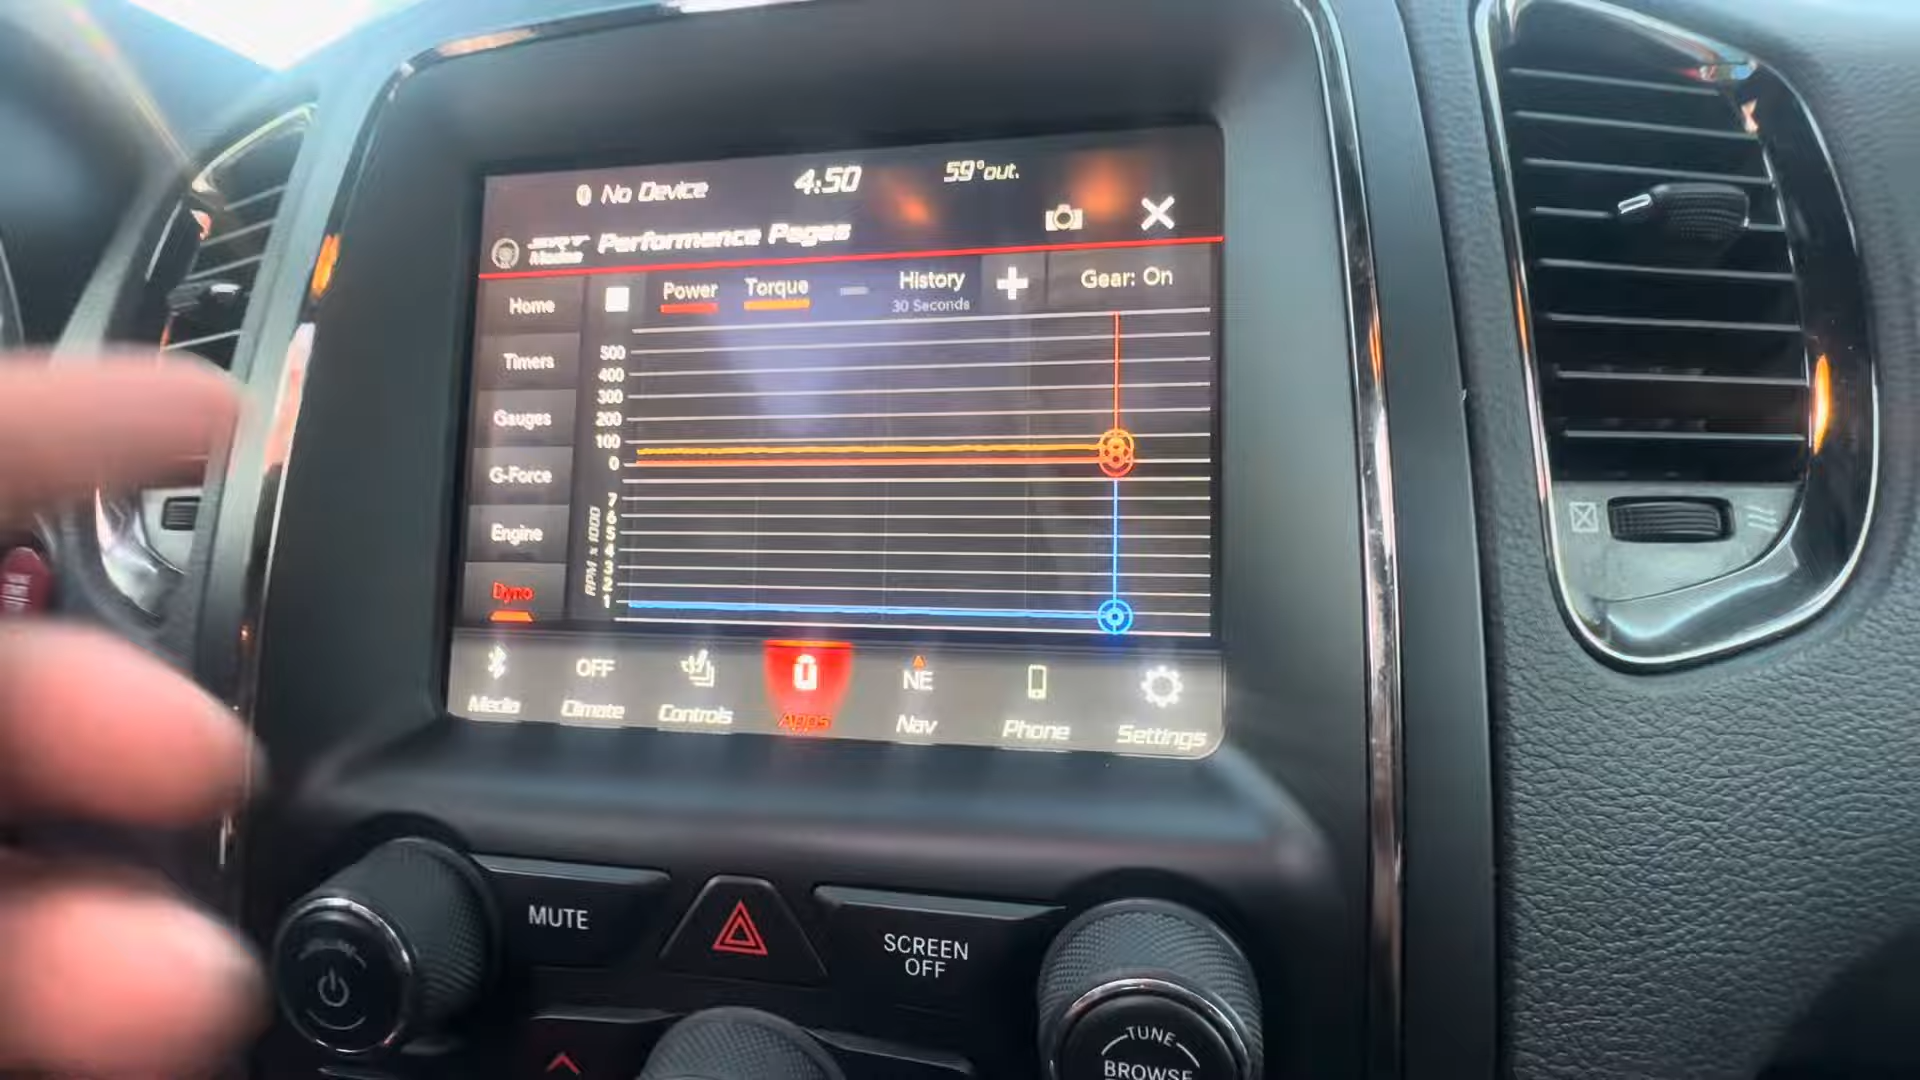 No Device 4:50 59°out.
SRT Modes Performance Pages
Home
Timers
Gauges
G-Force
Engine
Dyno
Power Torque History 30 Seconds Gear: On
500
400
300
200
100
0
RPM x 1000
7
6
5
4
3
2
1
Media
OFF Climate
Controls
Apps
NE Nav
Phone
Settings
MUTE
SCREEN OFF
TUNE
BROWSE